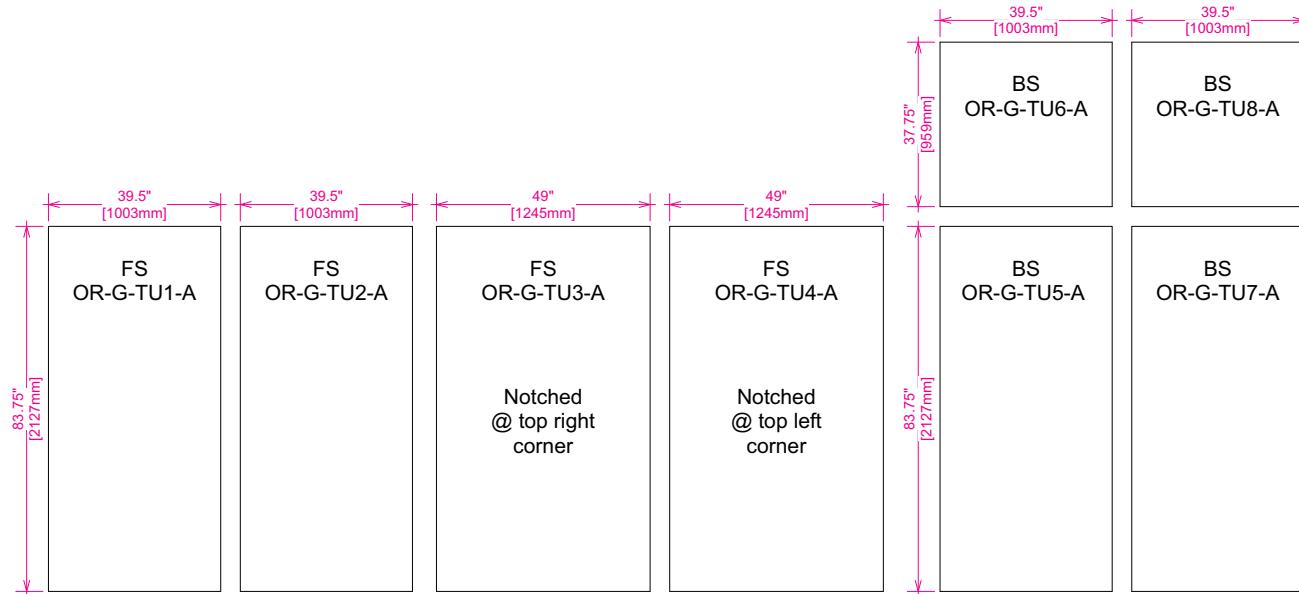 39.5"
[1003mm]
39.5"
[1003mm]
37.75"
[959mm]
BS
OR-G-TU6-A
BS
OR-G-TU8-A
39.5"
[1003mm]
39.5"
[1003mm]
49"
[1245mm]
49"
[1245mm]
83.75"
[2127mm]
FS
OR-G-TU1-A
FS
OR-G-TU2-A
FS
OR-G-TU3-A
Notched
@ top right
corner
FS
OR-G-TU4-A
Notched
@ top left
corner
83.75"
[2127mm]
BS
OR-G-TU5-A
BS
OR-G-TU7-A